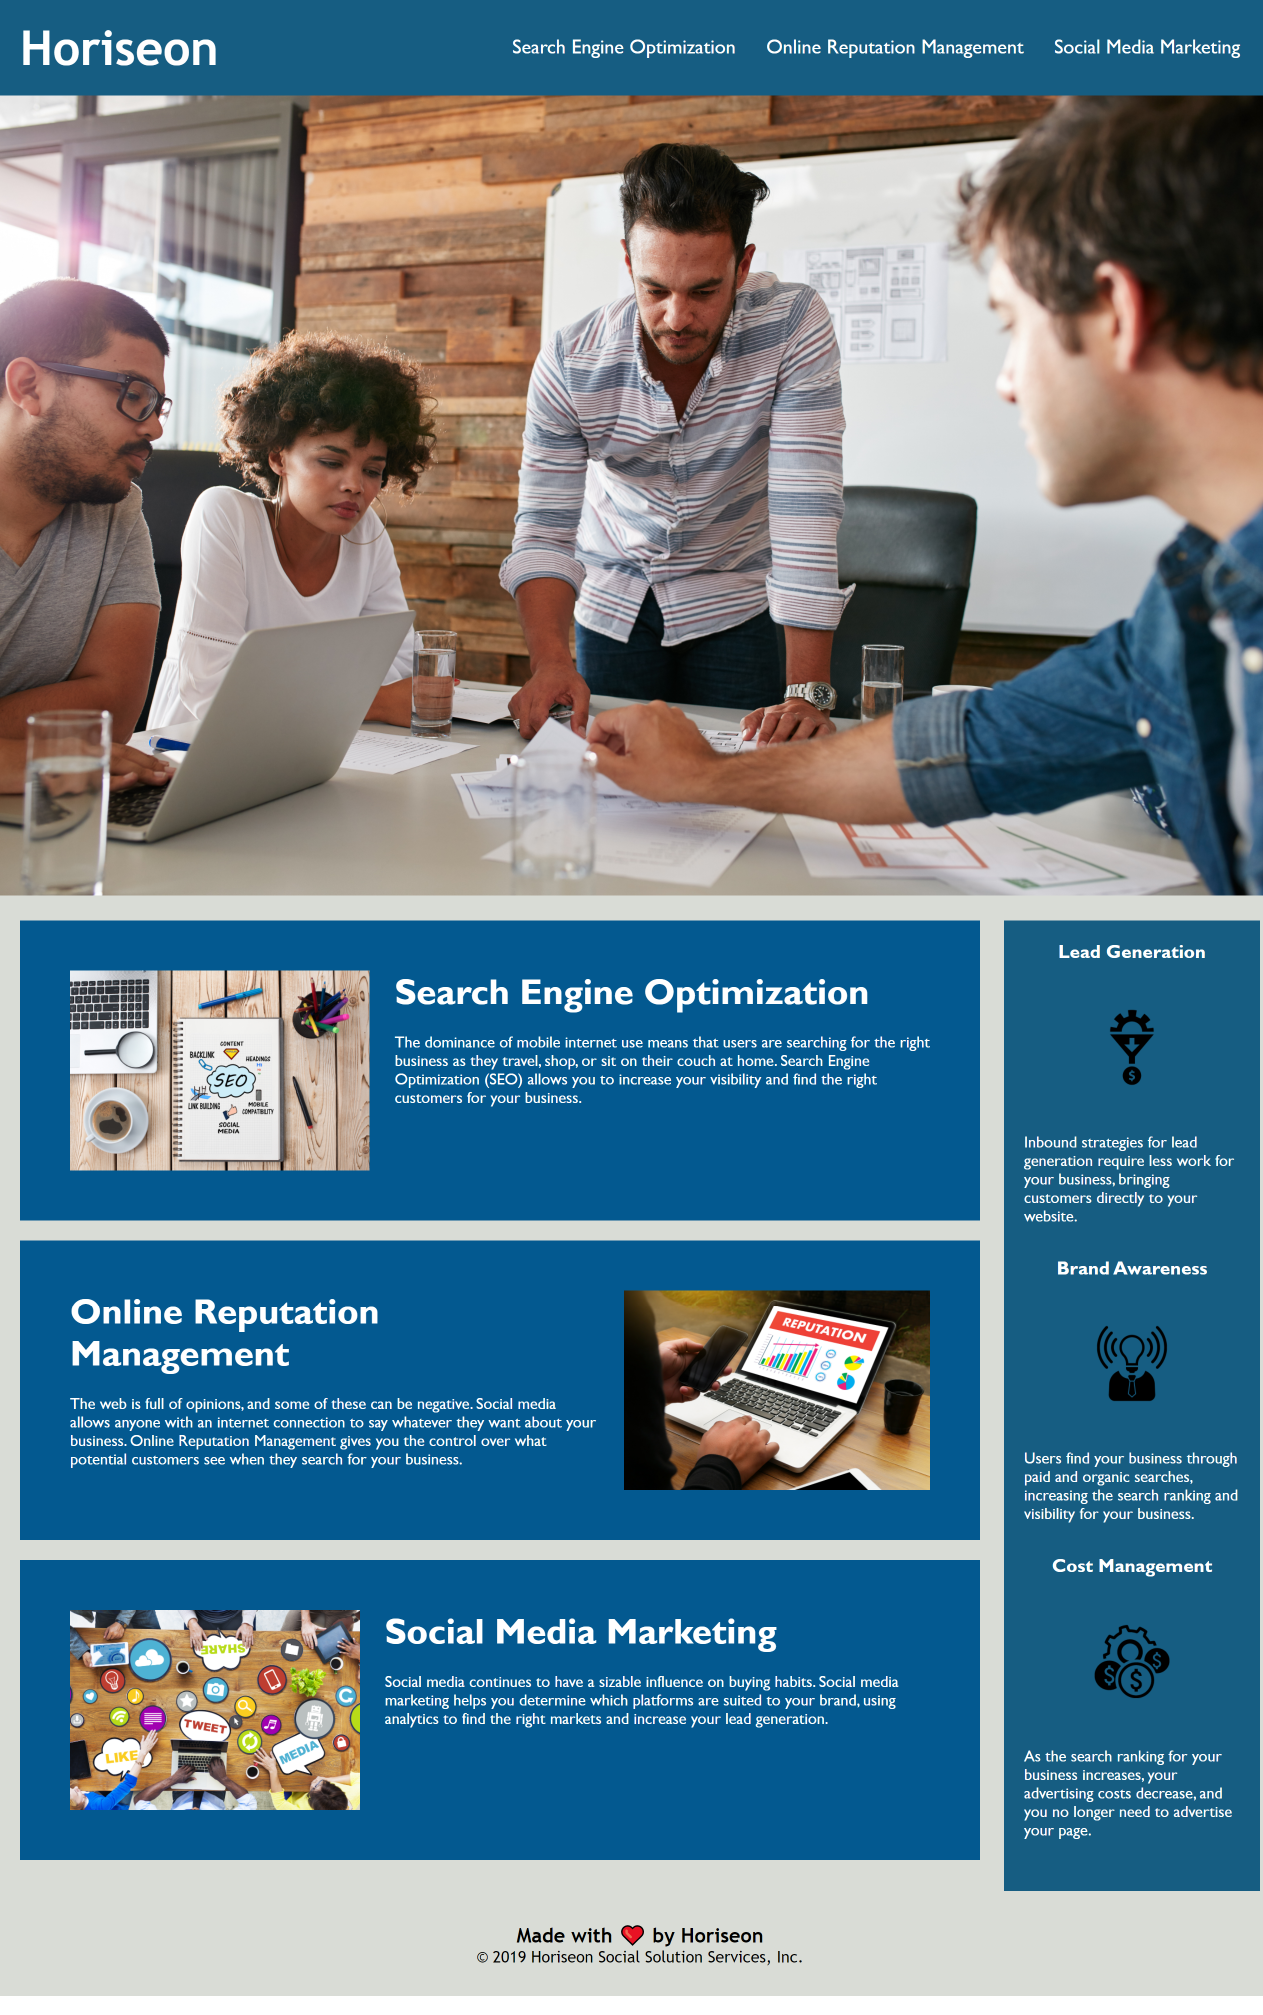 Horiseon
Search Engine Optimization
Online Reputation Management
Social Media Marketing
Search Engine Optimization
The dominance of mobile internet use means that users are searching for the right
business as they travel, shop, or sit on their couch at home. Search Engine
Optimization (SEO) allows you to increase your visibility and find the right
customers for your business.
CONTENT
BACKLINK
HEADINGS
SEO
LINK BUILDING
MOBILE
COMPATIBILITY
SOCIAL
MEDIA
Online Reputation
Management
The web is full of opinions, and some of these can be negative. Social media
allows anyone with an internet connection to say whatever they want about your
business. Online Reputation Management gives you the control over what
potential customers see when they search for your business.
REPUTATION
Social Media Marketing
Social media continues to have a sizable influence on buying habits. Social media
marketing helps you determine which platforms are suited to your brand, using
analytics to find the right markets and increase your lead generation.
SHARE
TWEET
LIKE
MEDIA
Lead Generation
$
Inbound strategies for lead
generation require less work for
your business, bringing
customers directly to your
website.
Brand Awareness
Users find your business through
paid and organic searches,
increasing the search ranking and
visibility for your business.
Cost Management
$
$
$
As the search ranking for your
business increases, your
advertising costs decrease, and
you no longer need to advertise
your page.
Made with ❤️ by Horiseon
© 2019 Horiseon Social Solution Services, Inc.